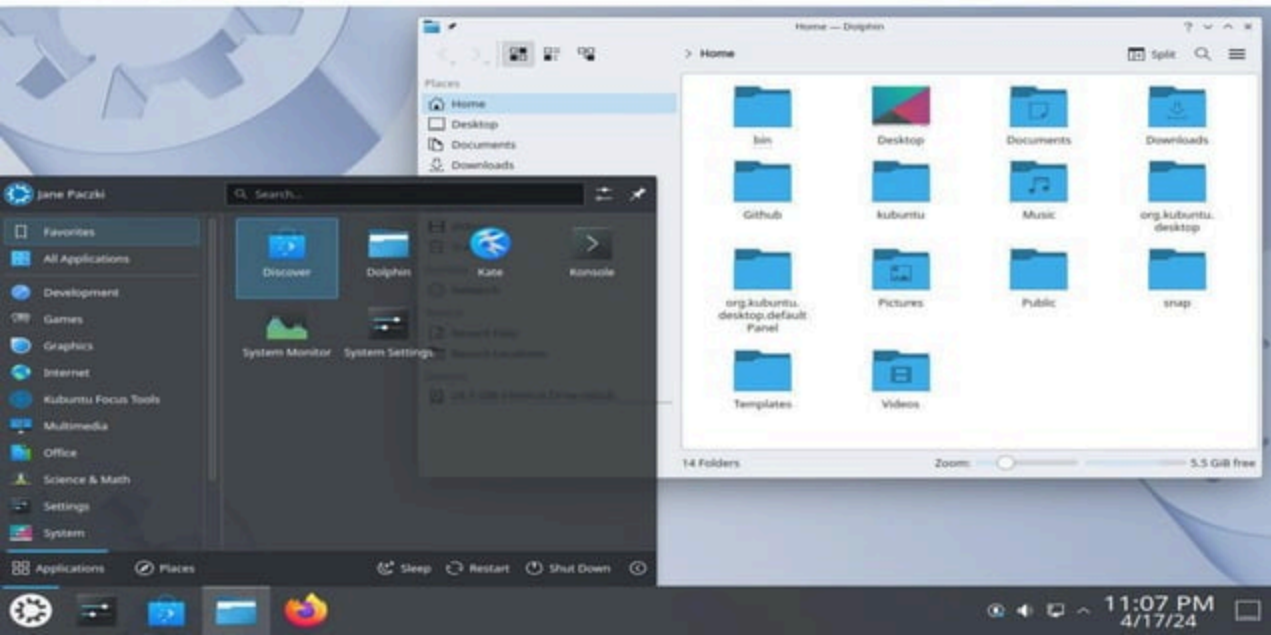 Home — Dolphin
Home
Split
Places
Home
Desktop
Documents
Downloads
bin
Desktop
Documents
Downloads
Github
kubuntu
Music
org.kubuntu.
desktop
org.kubuntu.
desktop.default
Panel
Pictures
Public
snap
Templates
Videos
14 Folders
Zoom:
5.5 GiB free
Jane Paczki
Search...
Favorites
All Applications
Development
Games
Graphics
Internet
Kubuntu Focus Tools
Multimedia
Office
Science & Math
Settings
System
Discover
Dolphin
Kate
Konsole
System Monitor
System Settings
Applications
Places
Sleep
Restart
Shut Down
11:07 PM
4/17/24